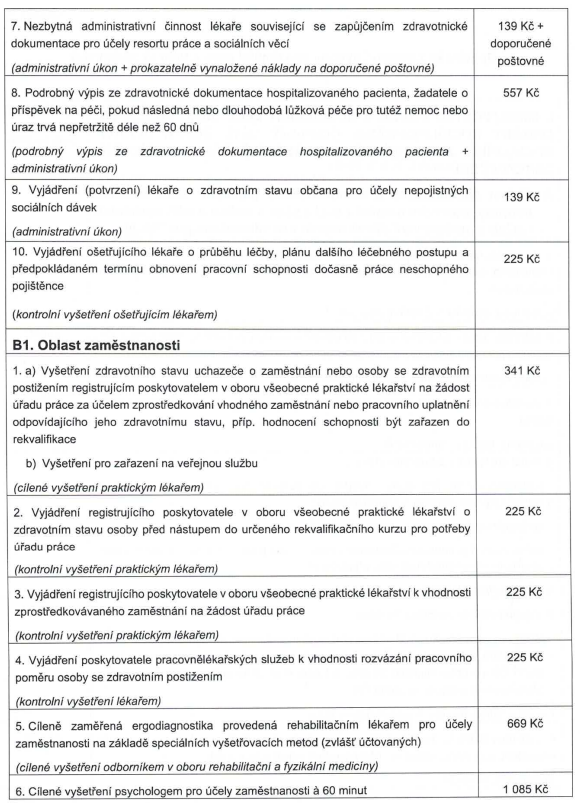 7. Nezbytná administrativní činnost lékaře související se zapůjčením zdravotnické
dokumentace pro účely resortu práce a sociálních věcí
(administrativní úkon + prokazatelně vynaložené náklady na doporučené poštovné)
139 Kč +
doporučené
poštovné
8. Podrobný výpis ze zdravotnické dokumentace hospitalizovaného pacienta, žadatele o
příspěvek na péči, pokud následná nebo dlouhodobá lůžková péče pro tutéž nemoc nebo
úraz trvá nepřetržitě déle než 60 dnů
(podrobný výpis ze zdravotnické dokumentace hospitalizovaného pacienta +
administrativní úkon)
557 Kč
9. Vyjádření (potvrzení) lékaře o zdravotním stavu občana pro účely nepojistných
sociálních dávek
(administrativní úkon)
139 Kč
10. Vyjádření ošetřujícího lékaře o průběhu léčby, plánu dalšího léčebného postupu a
předpokládaném termínu obnovení pracovní schopnosti dočasně práce neschopného
pojištěnce
(kontrolní vyšetření ošetřujícím lékařem)
225 Kč
B1. Oblast zaměstnanosti
1. a) Vyšetření zdravotního stavu uchazeče o zaměstnání nebo osoby se zdravotním
postižením registrujícím poskytovatelem v oboru všeobecné praktické lékařství na žádost
úřadu práce za účelem zprostředkování vhodného zaměstnání nebo pracovního uplatnění
odpovídajícího jeho zdravotnímu stavu, příp. hodnocení schopnosti být zařazen do
rekvalifikace
b) Vyšetření pro zařazení na veřejnou službu
(cílené vyšetření praktickým lékařem)
341 Kč
2. Vyjádření registrujícího poskytovatele v oboru všeobecné praktické lékařství o
zdravotním stavu osoby před nástupem do určeného rekvalifikačního kurzu pro potřeby
úřadu práce
(kontrolní vyšetření praktickým lékařem)
225 Kč
3. Vyjádření registrujícího poskytovatele v oboru všeobecné praktické lékařství k vhodnosti
zprostředkovávaného zaměstnání na žádost úřadu práce
(kontrolní vyšetření praktickým lékařem)
225 Kč
4. Vyjádření poskytovatele pracovnělékařských služeb k vhodnosti rozvázání pracovního
poměru osoby se zdravotním postižením
(kontrolní vyšetření lékařem)
225 Kč
5. Cíleně zaměřená ergodiagnostika provedená rehabilitačním lékařem pro účely
zaměstnanosti na základě speciálních vyšetřovacích metod (zvlášť účtovaných)
(cílené vyšetření odborníkem v oboru rehabilitační a fyzikální medicíny)
669 Kč
6. Cílené vyšetření psychologem pro účely zaměstnanosti à 60 minut
1 085 Kč